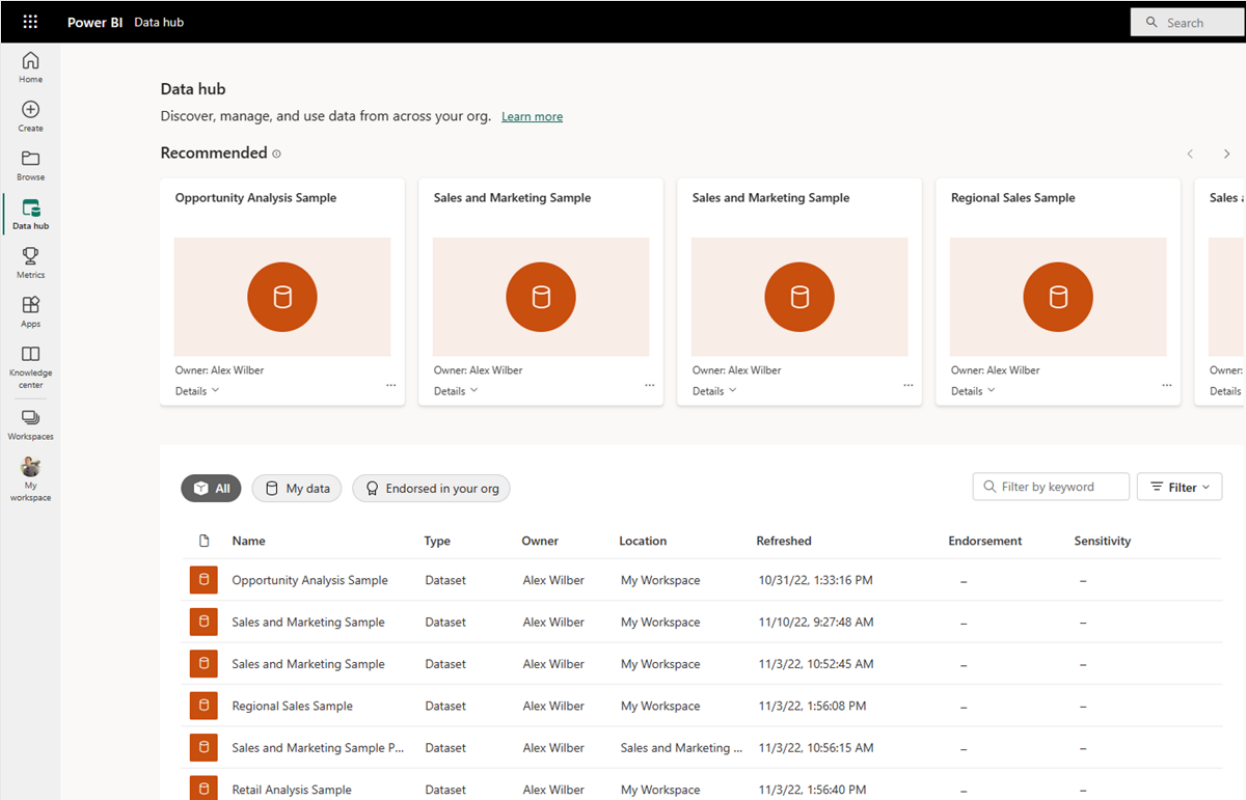 Power BI Data hub Search
Home
Create
Browse
Data hub
Metrics
Apps
Knowledge
center
Workspaces
My
workspace
Data hub
Discover, manage, and use data from across your org. Learn more
Recommended
Opportunity Analysis Sample
Owner: Alex Wilber
Details
...
Sales and Marketing Sample
Owner: Alex Wilber
Details
...
Sales and Marketing Sample
Owner: Alex Wilber
Details
...
Regional Sales Sample
Owner: Alex Wilber
Details
...
Sales
Owner:
Details
All My data Endorsed in your org Filter by keyword Filter
Name Type Owner Location Refreshed Endorsement Sensitivity
Opportunity Analysis Sample Dataset Alex Wilber My Workspace 10/31/22, 1:33:16 PM – –
Sales and Marketing Sample Dataset Alex Wilber My Workspace 11/10/22, 9:27:48 AM – –
Sales and Marketing Sample Dataset Alex Wilber My Workspace 11/3/22, 10:52:45 AM – –
Regional Sales Sample Dataset Alex Wilber My Workspace 11/3/22, 1:56:08 PM – –
Sales and Marketing Sample P... Dataset Alex Wilber Sales and Marketing ... 11/3/22, 10:56:15 AM – –
Retail Analysis Sample Dataset Alex Wilber My Workspace 11/3/22, 1:56:40 PM – –